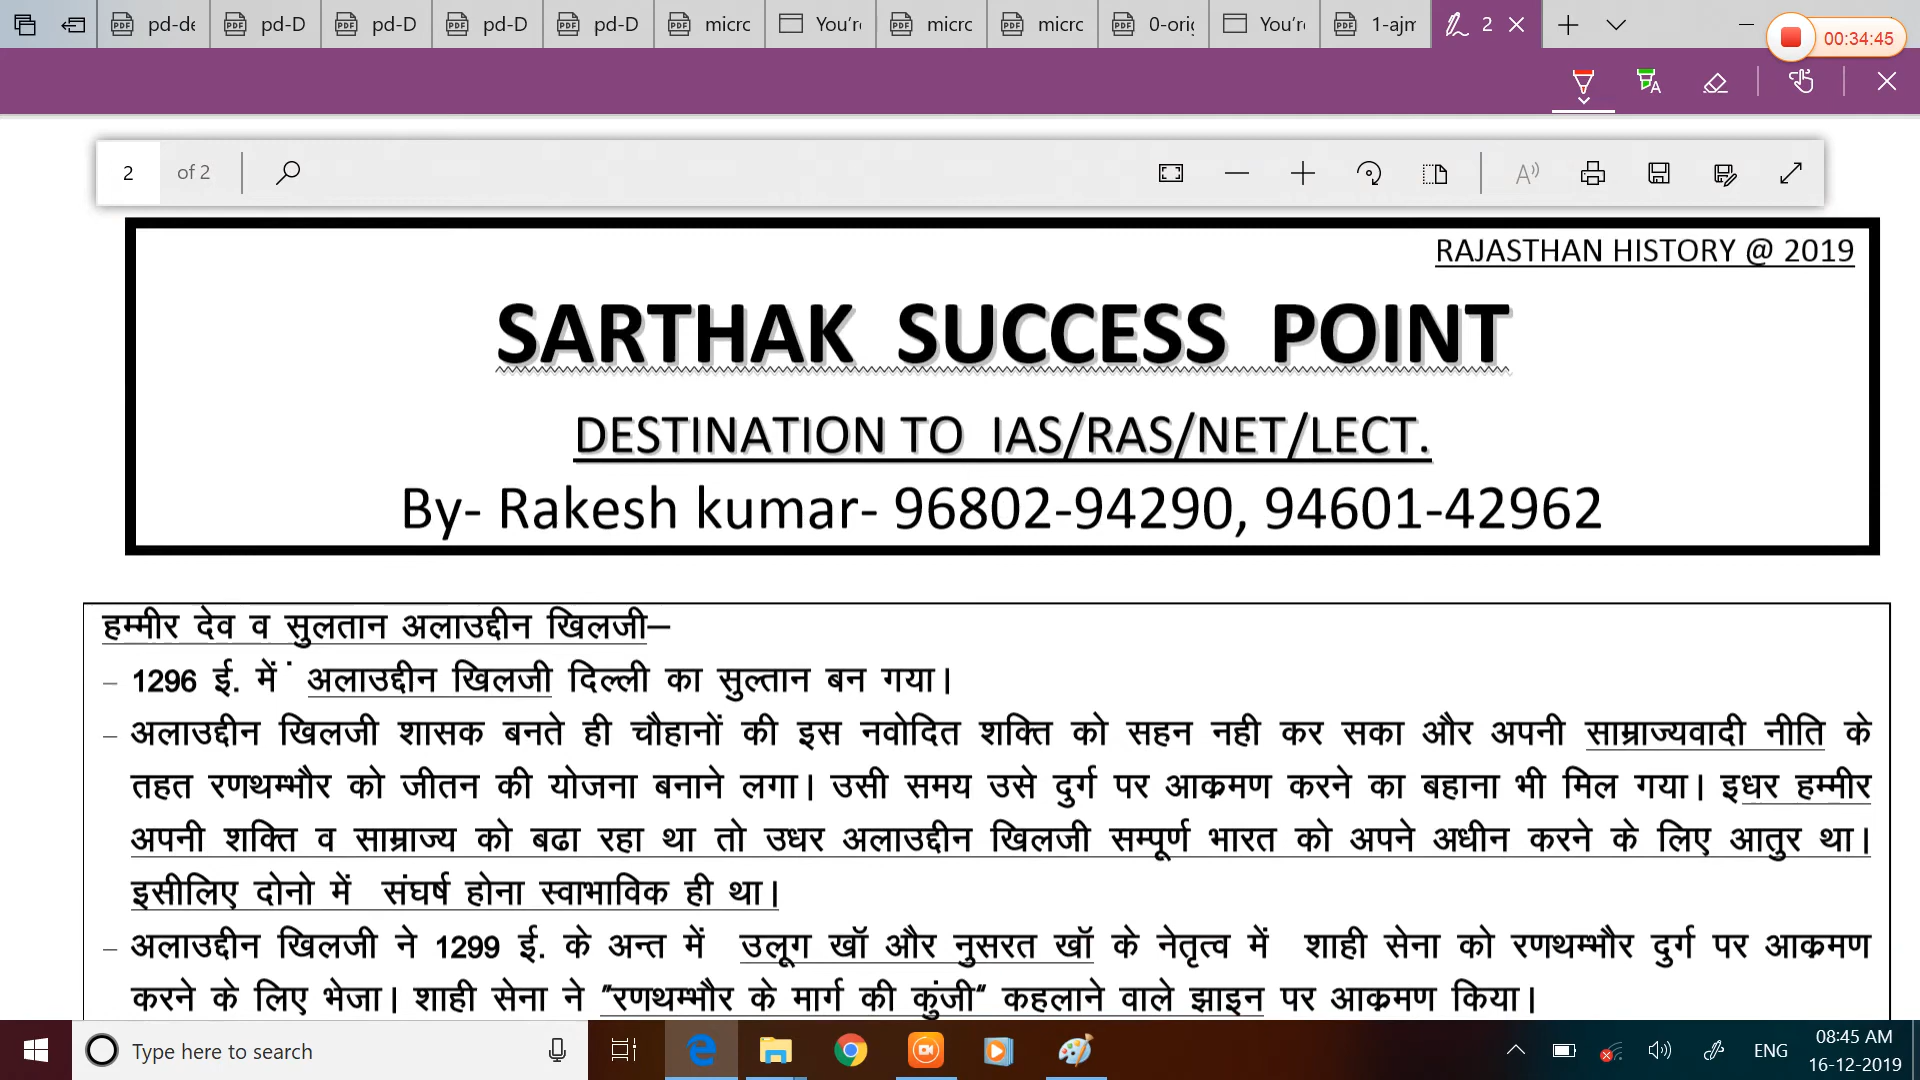 pd-de pd-D pd-D pd-D pd-D micro You're micro micro 0-orig You're 1-ajm 2
00:34:45
2 of 2
RAJASTHAN HISTORY @ 2019
SARTHAK SUCCESS POINT
DESTINATION TO IAS/RAS/NET/LECT.
By- Rakesh kumar- 96802-94290, 94601-42962
हम्मीर देव व सुलतान अलाउद्दीन खिलजी–
– 1296 ई. में अलाउद्दीन खिलजी दिल्ली का सुल्तान बन गया।
– अलाउद्दीन खिलजी शासक बनते ही चौहानों की इस नवोदित शक्ति को सहन नही कर सका और अपनी साम्राज्यवादी नीति के
तहत रणथम्भौर को जीतन की योजना बनाने लगा। उसी समय उसे दुर्ग पर आक्रमण करने का बहाना भी मिल गया। इधर हम्मीर
अपनी शक्ति व साम्राज्य को बढा रहा था तो उधर अलाउद्दीन खिलजी सम्पूर्ण भारत को अपने अधीन करने के लिए आतुर था।
इसीलिए दोनो में संघर्ष होना स्वाभाविक ही था।
– अलाउद्दीन खिलजी ने 1299 ई. के अन्त में उलूग खॉ और नुसरत खॉ के नेतृत्व में शाही सेना को रणथम्भौर दुर्ग पर आक्रमण
करने के लिए भेजा। शाही सेना ने "रणथम्भौर के मार्ग की कुंजी" कहलाने वाले झाइन पर आक्रमण किया।
Type here to search
ENG
08:45 AM
16-12-2019